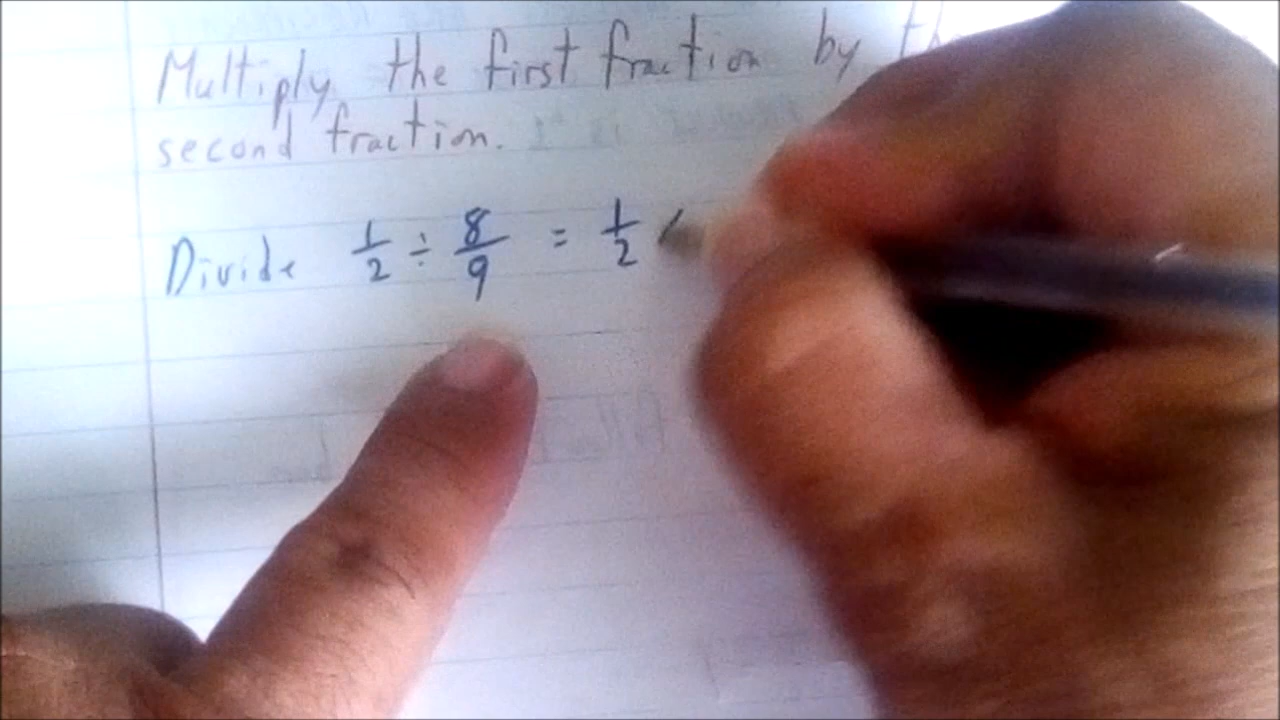 Multiply the first fraction by
second fraction.
Divide 1/2 ÷ 8/9 = 1/2